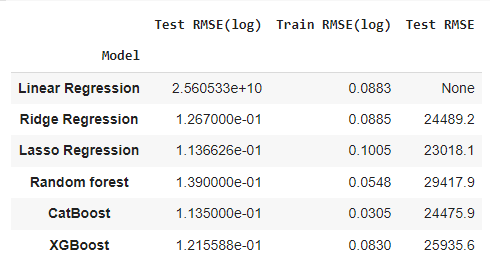 Test RMSE(log) Train RMSE(log) Test RMSE
Model
Linear Regression 2.560533e+10 0.0883 None
Ridge Regression 1.267000e-01 0.0885 24489.2
Lasso Regression 1.136626e-01 0.1005 23018.1
Random forest 1.390000e-01 0.0548 29417.9
CatBoost 1.135000e-01 0.0305 24475.9
XGBoost 1.215588e-01 0.0830 25935.6